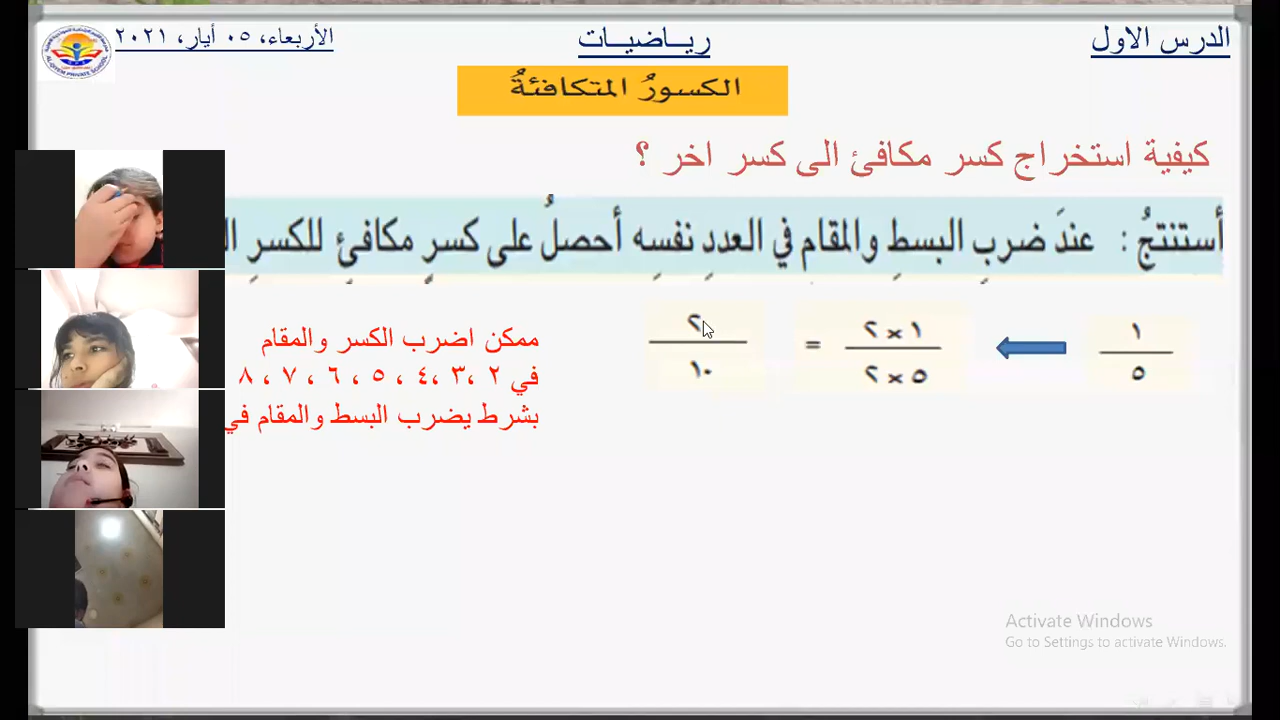 الدرس الاول
رياضيات
الأربعاء، ٠٥ أيار، ٢٠٢١
الكسورُ المتكافئةُ
كيفية استخراج كسر مكافئ الى كسر اخر ؟
أستنتجُ : عندَ ضربِ البسطِ والمقامِ في العددِ نفسِه أحصلُ على كسرٍ مكافئٍ للكسرِ
١/٥ ٢ × ١ / ٢ × ٥ = ٢/١٠
ممكن اضرب الكسر والمقام
في ٢ ،٣ ،٤ ، ٥ ، ٦ ، ٧ ، ٨
بشرط يضرب البسط والمقام في
Activate Windows
Go to Settings to activate Windows.